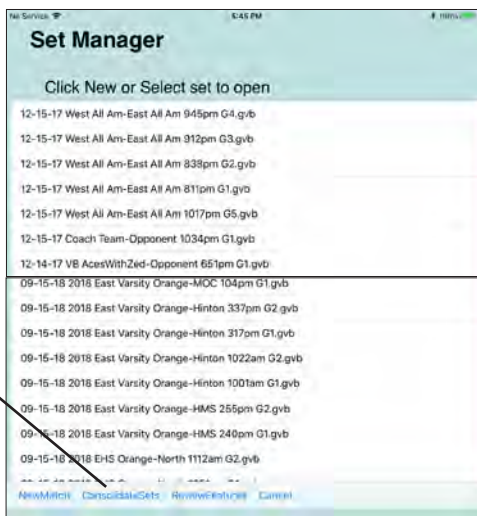 No Service 5:45 PM
Set Manager
Click New or Select set to open
12-15-17 West All Am-East All Am 945pm G4.gvb
12-15-17 West All Am-East All Am 912pm G3.gvb
12-15-17 West All Am-East All Am 838pm G2.gvb
12-15-17 West All Am-East All Am 811pm G1.gvb
12-15-17 West All Am-East All Am 1017pm G5.gvb
12-15-17 Coach Team-Opponent 1034pm G1.gvb
12-14-17 VB AcesWithZed-Opponent 651pm G1.gvb
09-15-18 2018 East Varsity Orange-MOC 104pm G1.gvb
09-15-18 2018 East Varsity Orange-Hinton 337pm G2.gvb
09-15-18 2018 East Varsity Orange-Hinton 317pm G1.gvb
09-15-18 2018 East Varsity Orange-Hinton 1022am G2.gvb
09-15-18 2018 East Varsity Orange-Hinton 1001am G1.gvb
09-15-18 2018 East Varsity Orange-HMS 255pm G2.gvb
09-15-18 2018 East Varsity Orange-HMS 240pm G1.gvb
09-15-18 2018 EHS Orange-North 1112am G2.gvb
NewMatch ConsolidateSets ReviewFeatures Cancel